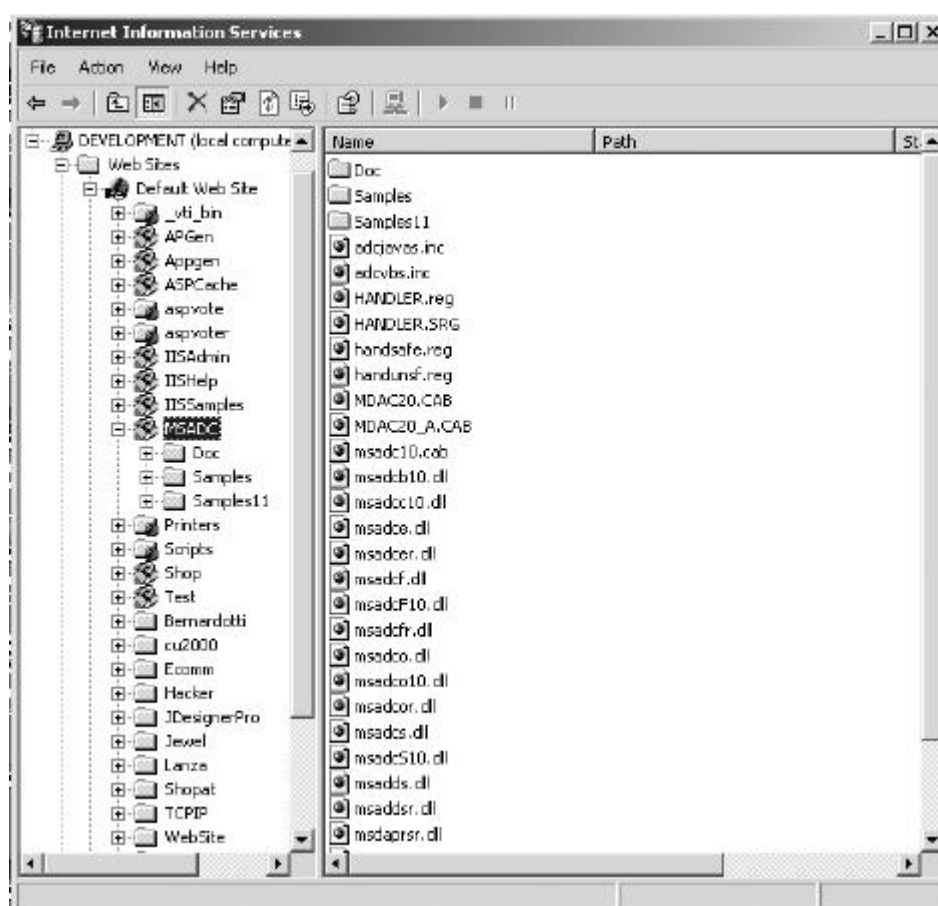 Internet Information Services
File Action View Help
DEVELOPMENT (local compute
Web Sites
Default Web Site
_vti_bin
APGen
Appgen
ASPCache
aspvote
aspvoter
IISAdmin
IISHelp
IISSamples
MSADC
Doc
Samples
Samples11
Printers
Scripts
Shop
Test
Bernardotti
cu2000
Ecomm
Hacker
JDesignerPro
Jewel
Lanza
Shopat
TCPIP
WebSite
Name Path St
Doc
Samples
Samples11
adcjavas.inc
adcvbs.inc
HANDLER.reg
HANDLER.SRG
handsafe.reg
handunsf.reg
MDAC20.CAB
MDAC20_A.CAB
msadc10.cab
msadcb10.dll
msadcc10.dll
msadce.dll
msadcer.dll
msadcf.dll
msadcF10.dll
msadcfr.dll
msadco.dll
msadco10.dll
msadcor.dll
msadcs.dll
msadcS10.dll
msadds.dll
msaddsr.dll
msdaprsr.dll